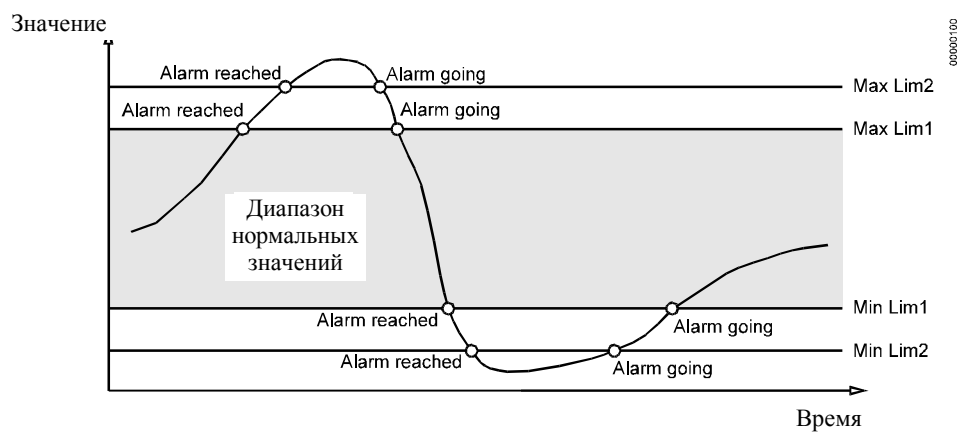 Значение
00000100
Alarm reached
Alarm going
Max Lim2
Alarm reached
Alarm going
Max Lim1
Диапазон
нормальных
значений
Alarm reached
Alarm going
Min Lim1
Alarm reached
Alarm going
Min Lim2
Время